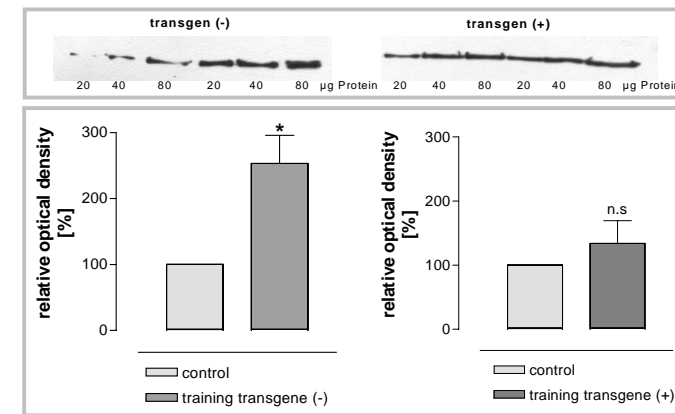 transgen (-)
transgen (+)
20 40 80 20 40 80 µg Protein 20 40 80 20 40 80 µg Protein
relative optical density
[%]
300
200
100
0
*
control
training transgene (-)
relative optical density
[%]
300
200
100
0
n.s
control
training transgene (+)